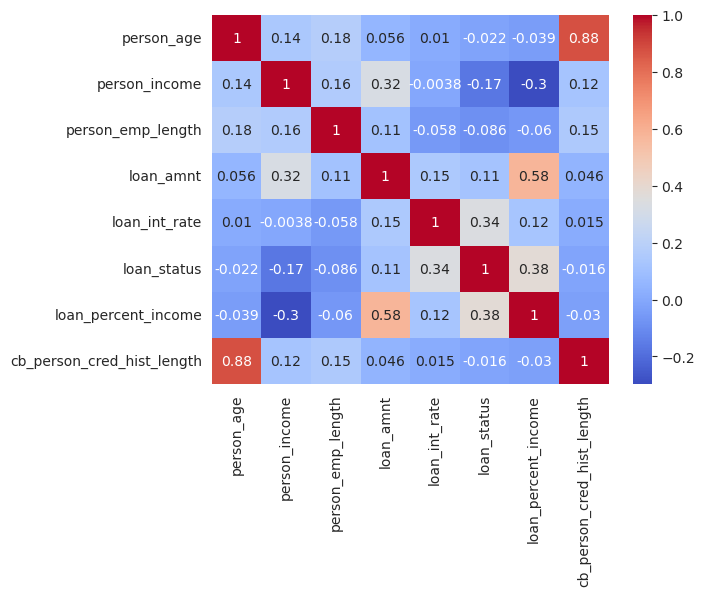 person_age 1 0.14 0.18 0.056 0.01 -0.022 -0.039 0.88
person_income 0.14 1 0.16 0.32 -0.0038 -0.17 -0.3 0.12
person_emp_length 0.18 0.16 1 0.11 -0.058 -0.086 -0.06 0.15
loan_amnt 0.056 0.32 0.11 1 0.15 0.11 0.58 0.046
loan_int_rate 0.01 -0.0038 -0.058 0.15 1 0.34 0.12 0.015
loan_status -0.022 -0.17 -0.086 0.11 0.34 1 0.38 -0.016
loan_percent_income -0.039 -0.3 -0.06 0.58 0.12 0.38 1 -0.03
cb_person_cred_hist_length 0.88 0.12 0.15 0.046 0.015 -0.016 -0.03 1
person_age
person_income
person_emp_length
loan_amnt
loan_int_rate
loan_status
loan_percent_income
cb_person_cred_hist_length
1.0
0.8
0.6
0.4
0.2
0.0
−0.2